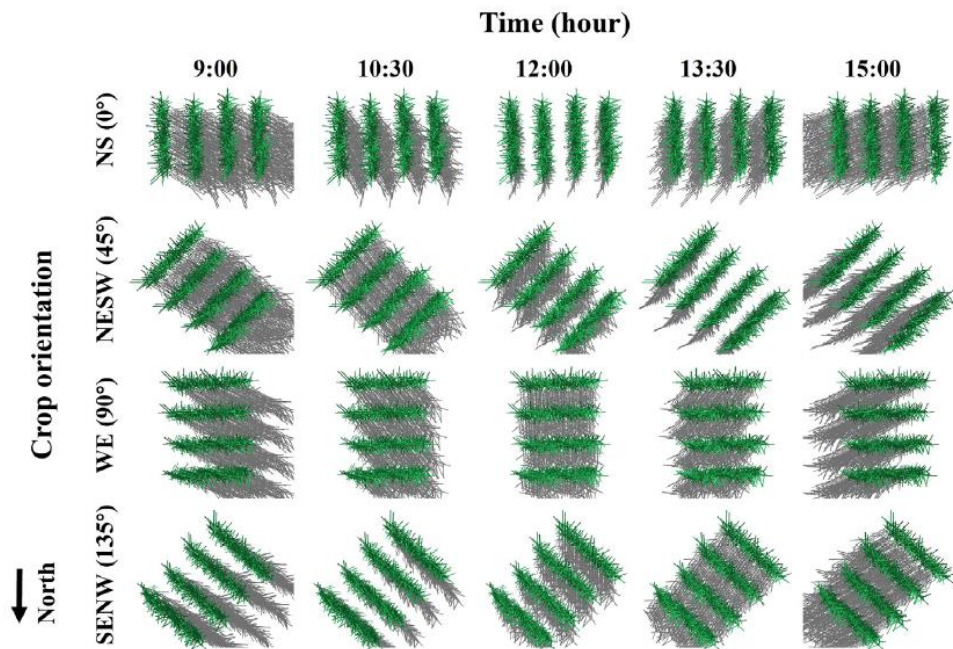 Time (hour)
9:00 10:30 12:00 13:30 15:00
Crop orientation
NS (0°)
NESW (45°)
WE (90°)
SENW (135°)
North